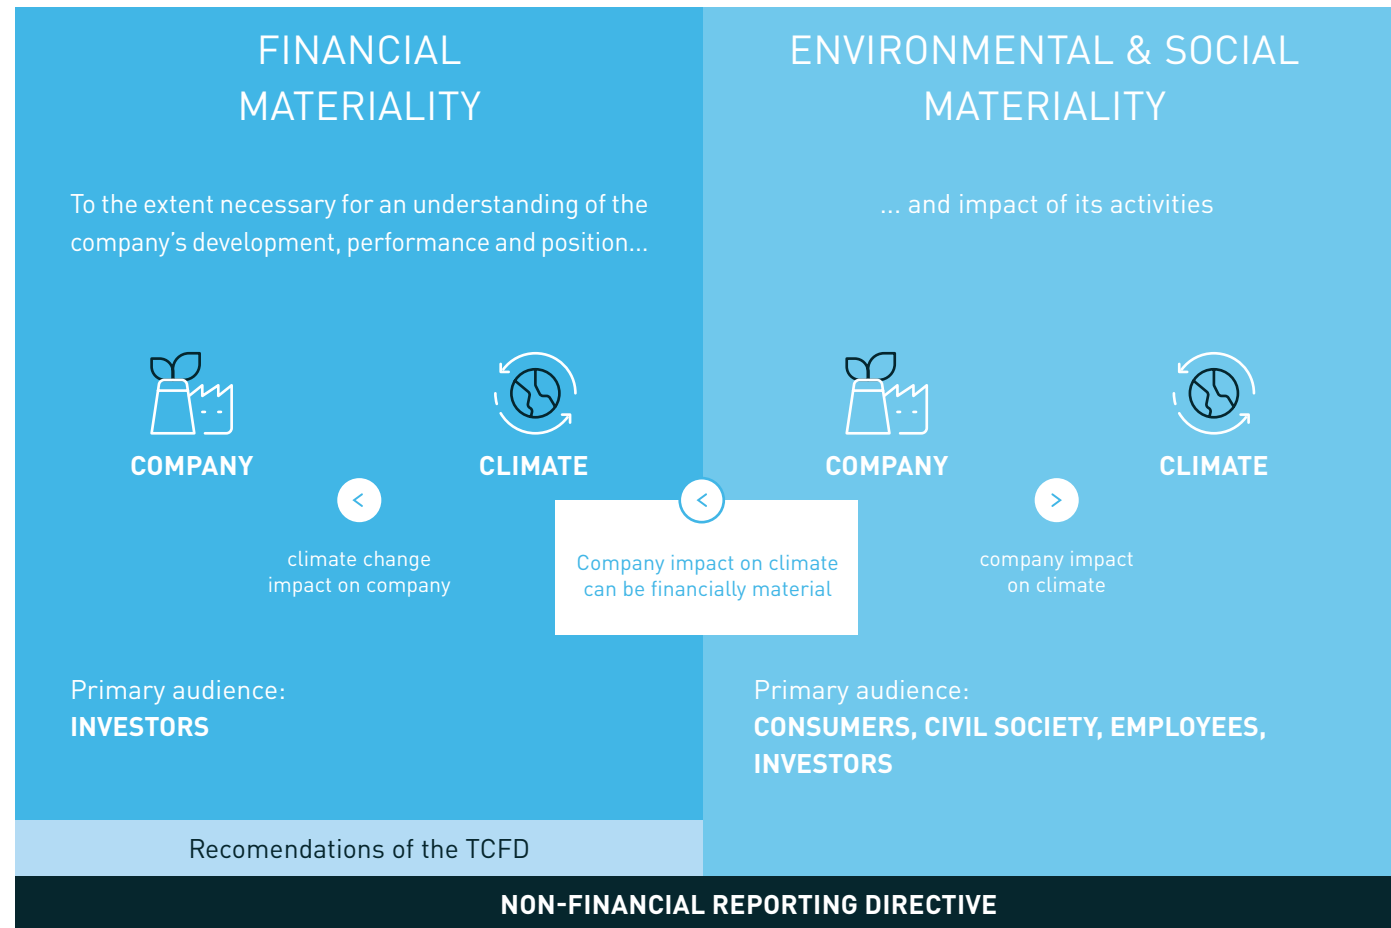 FINANCIAL
MATERIALITY
To the extent necessary for an understanding of the
company's development, performance and position...
COMPANY
CLIMATE
<
climate change
impact on company
Primary audience:
INVESTORS
Recomendations of the TCFD
<
Company impact on climate
can be financially material
ENVIRONMENTAL & SOCIAL
MATERIALITY
... and impact of its activities
COMPANY
CLIMATE
>
company impact
on climate
Primary audience:
CONSUMERS, CIVIL SOCIETY, EMPLOYEES,
INVESTORS
NON-FINANCIAL REPORTING DIRECTIVE